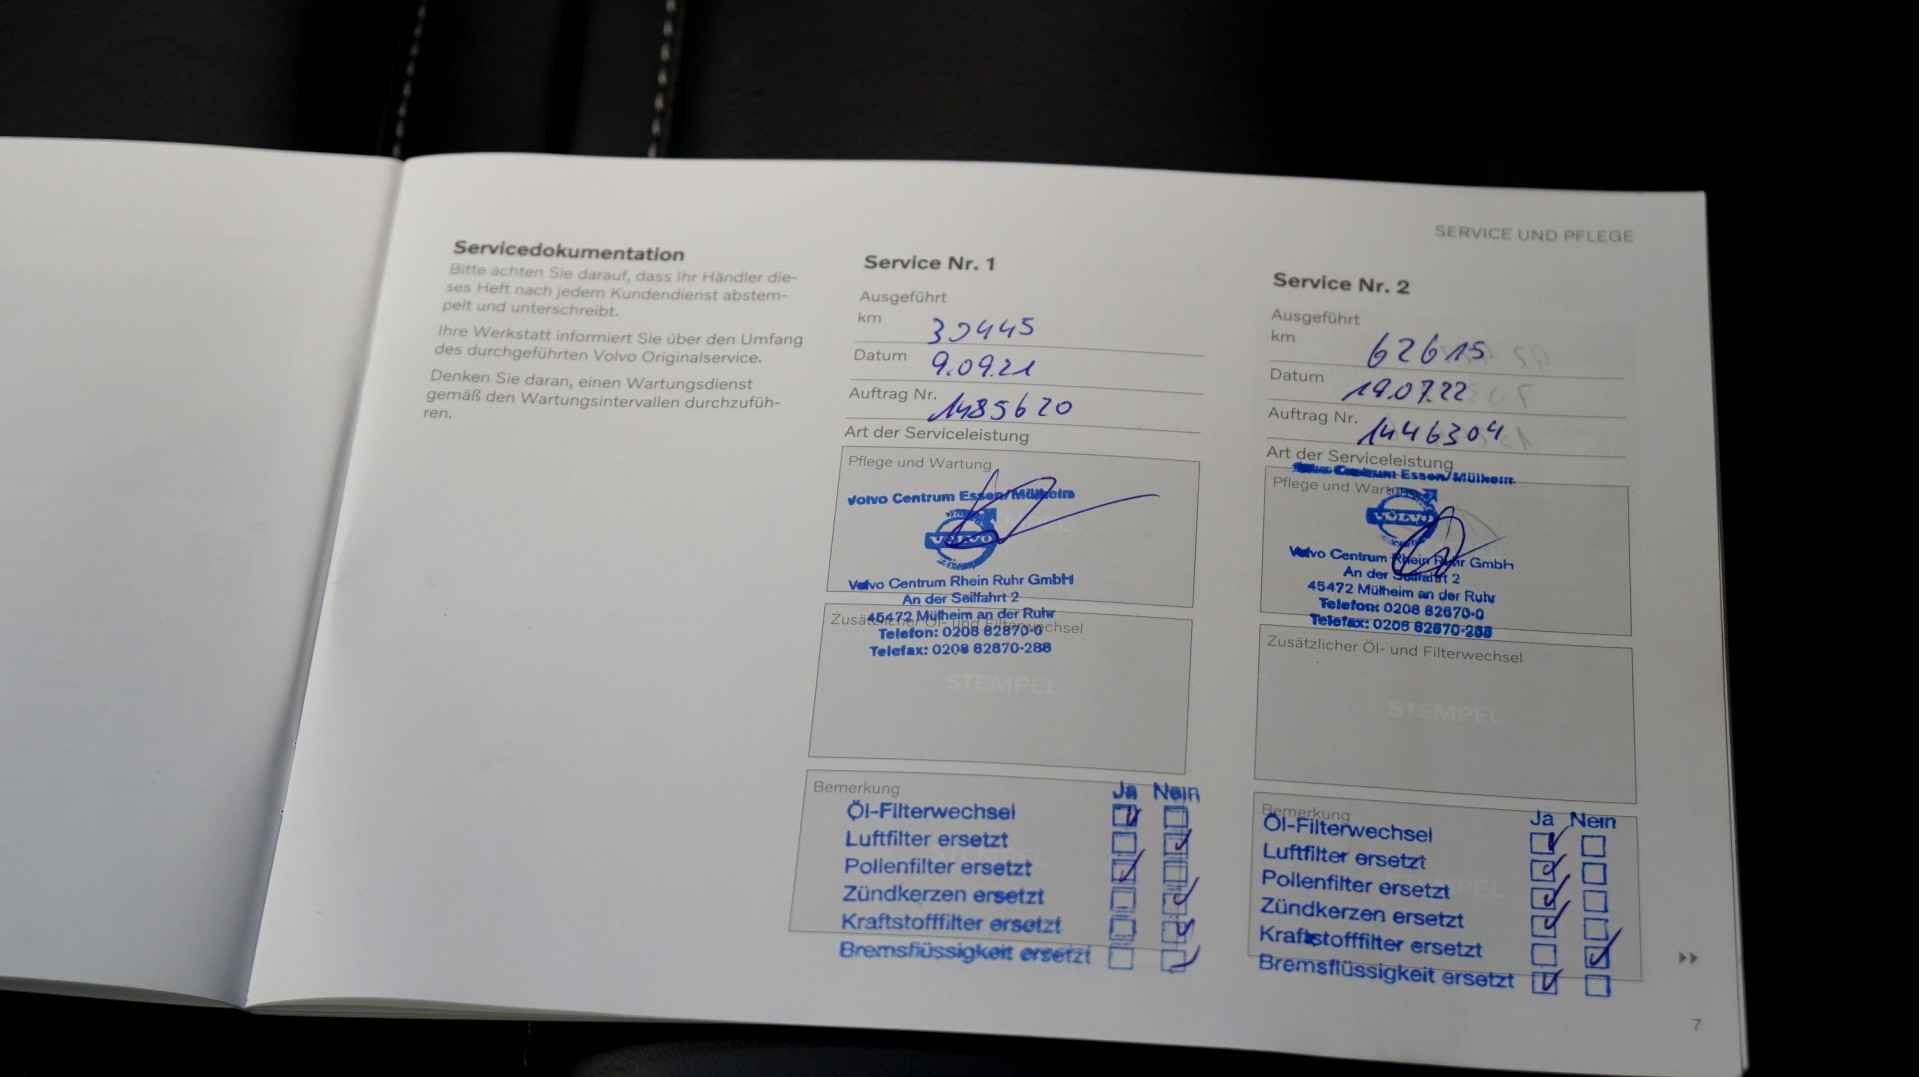 SERVICE UND PFLEGE
Servicedokumentation
Bitte achten Sie darauf, dass Ihr Händler die-
ses Heft nach jedem Kundendienst abstem-
pelt und unterschreibt.
Ihre Werkstatt informiert Sie über den Umfang
des durchgeführten Volvo Originalservice.
Denken Sie daran, einen Wartungsdienst
gemäß den Wartungsintervallen durchzufüh-
ren.
Service Nr. 1
Ausgeführt
km 39445
Datum 9.09.21
Auftrag Nr. 1485620
Art der Serviceleistung
Pflege und Wartung
Volvo Centrum Essen/Mülheim
VOLVO
Volvo Centrum Rhein Ruhr GmbH
An der Seilfahrt 2
45472 Mülheim an der Ruhr
Zusätzlicher Öl- und Filterwechsel
Telefon: 0208 82870-0
Telefax: 0208 82870-288
STEMPEL
Bemerkung
Ja Nein
Öl-Filterwechsel
Luftfilter ersetzt
Pollenfilter ersetzt
Zündkerzen ersetzt
Kraftstofffilter ersetzt
Bremsflüssigkeit ersetzt
Service Nr. 2
Ausgeführt
km 62615
Datum 19.07.22
Auftrag Nr. 1446304
Art der Serviceleistung
Volvo Centrum Essen/Mülheim
Pflege und Wartung
VOLVO
Volvo Centrum Rhein Ruhr GmbH
An der Seilfahrt 2
45472 Mülheim an der Ruhr
Telefon: 0208 82870-0
Telefax: 0208 82870-288
Zusätzlicher Öl- und Filterwechsel
STEMPEL
Bemerkung
Ja Nein
Öl-Filterwechsel
Luftfilter ersetzt
Pollenfilter ersetzt
STEMPEL
Zündkerzen ersetzt
Kraftstofffilter ersetzt
Bremsflüssigkeit ersetzt
7